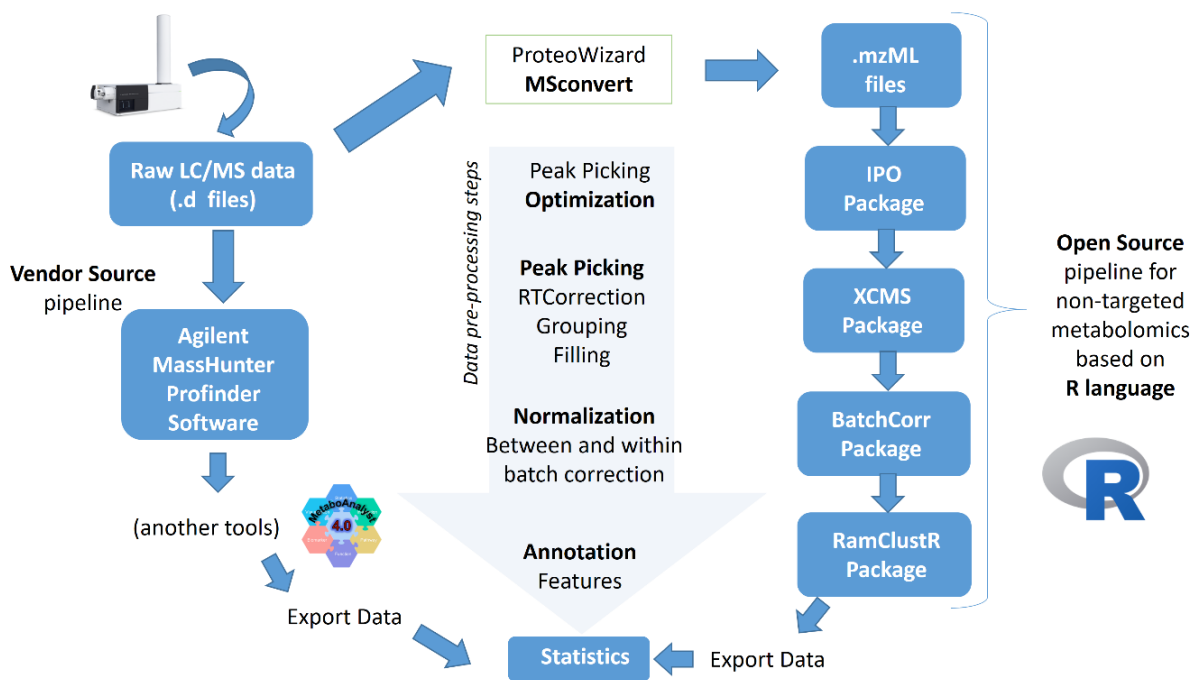 ProteoWizard
MSconvert
.mzML
files
Raw LC/MS data
(.d  files)
Data pre-processing steps
Peak Picking
Optimization
IPO
Package
Vendor Source
pipeline
Peak Picking
RTCorrection
Grouping
Filling
XCMS
Package
Open Source
pipeline for
non-targeted
metabolomics
based on
R language
Agilent
MassHunter
Profinder
Software
Normalization
Between and within
batch correction
BatchCorr
Package
R
(another tools)
MetaboAnalyst
4.0
Annotation
Features
RamClustR
Package
Export Data
Statistics
Export Data